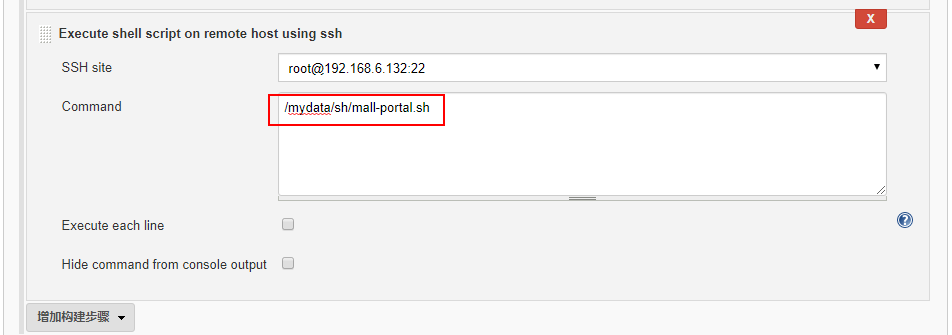 X
Execute shell script on remote host using ssh
SSH site
root@192.168.6.132:22
Command
/mydata/sh/mall-portal.sh
Execute each line
?
Hide command from console output
增加构建步骤